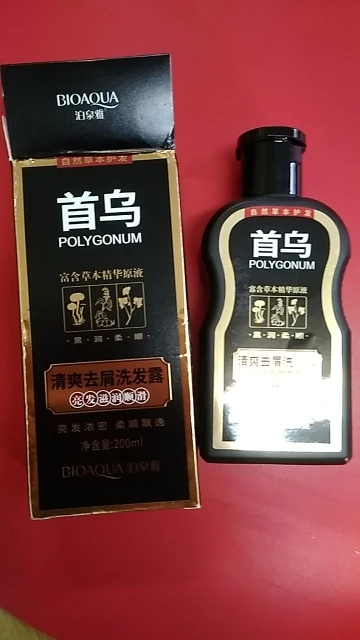 BIOAQUA
泊泉雅
自然草本护发
首乌
POLYGONUM
富含草本精华原液
黑·润·柔·顺
清爽去屑洗发露
亮发滋润顺滑
亮发浓密 柔顺飘逸
净含量:200ml
BIOAQUA 泊泉雅
自然草本护发
首乌
POLYGONUM
富含草本精华原液
黑·润·柔·顺
清爽去屑洗